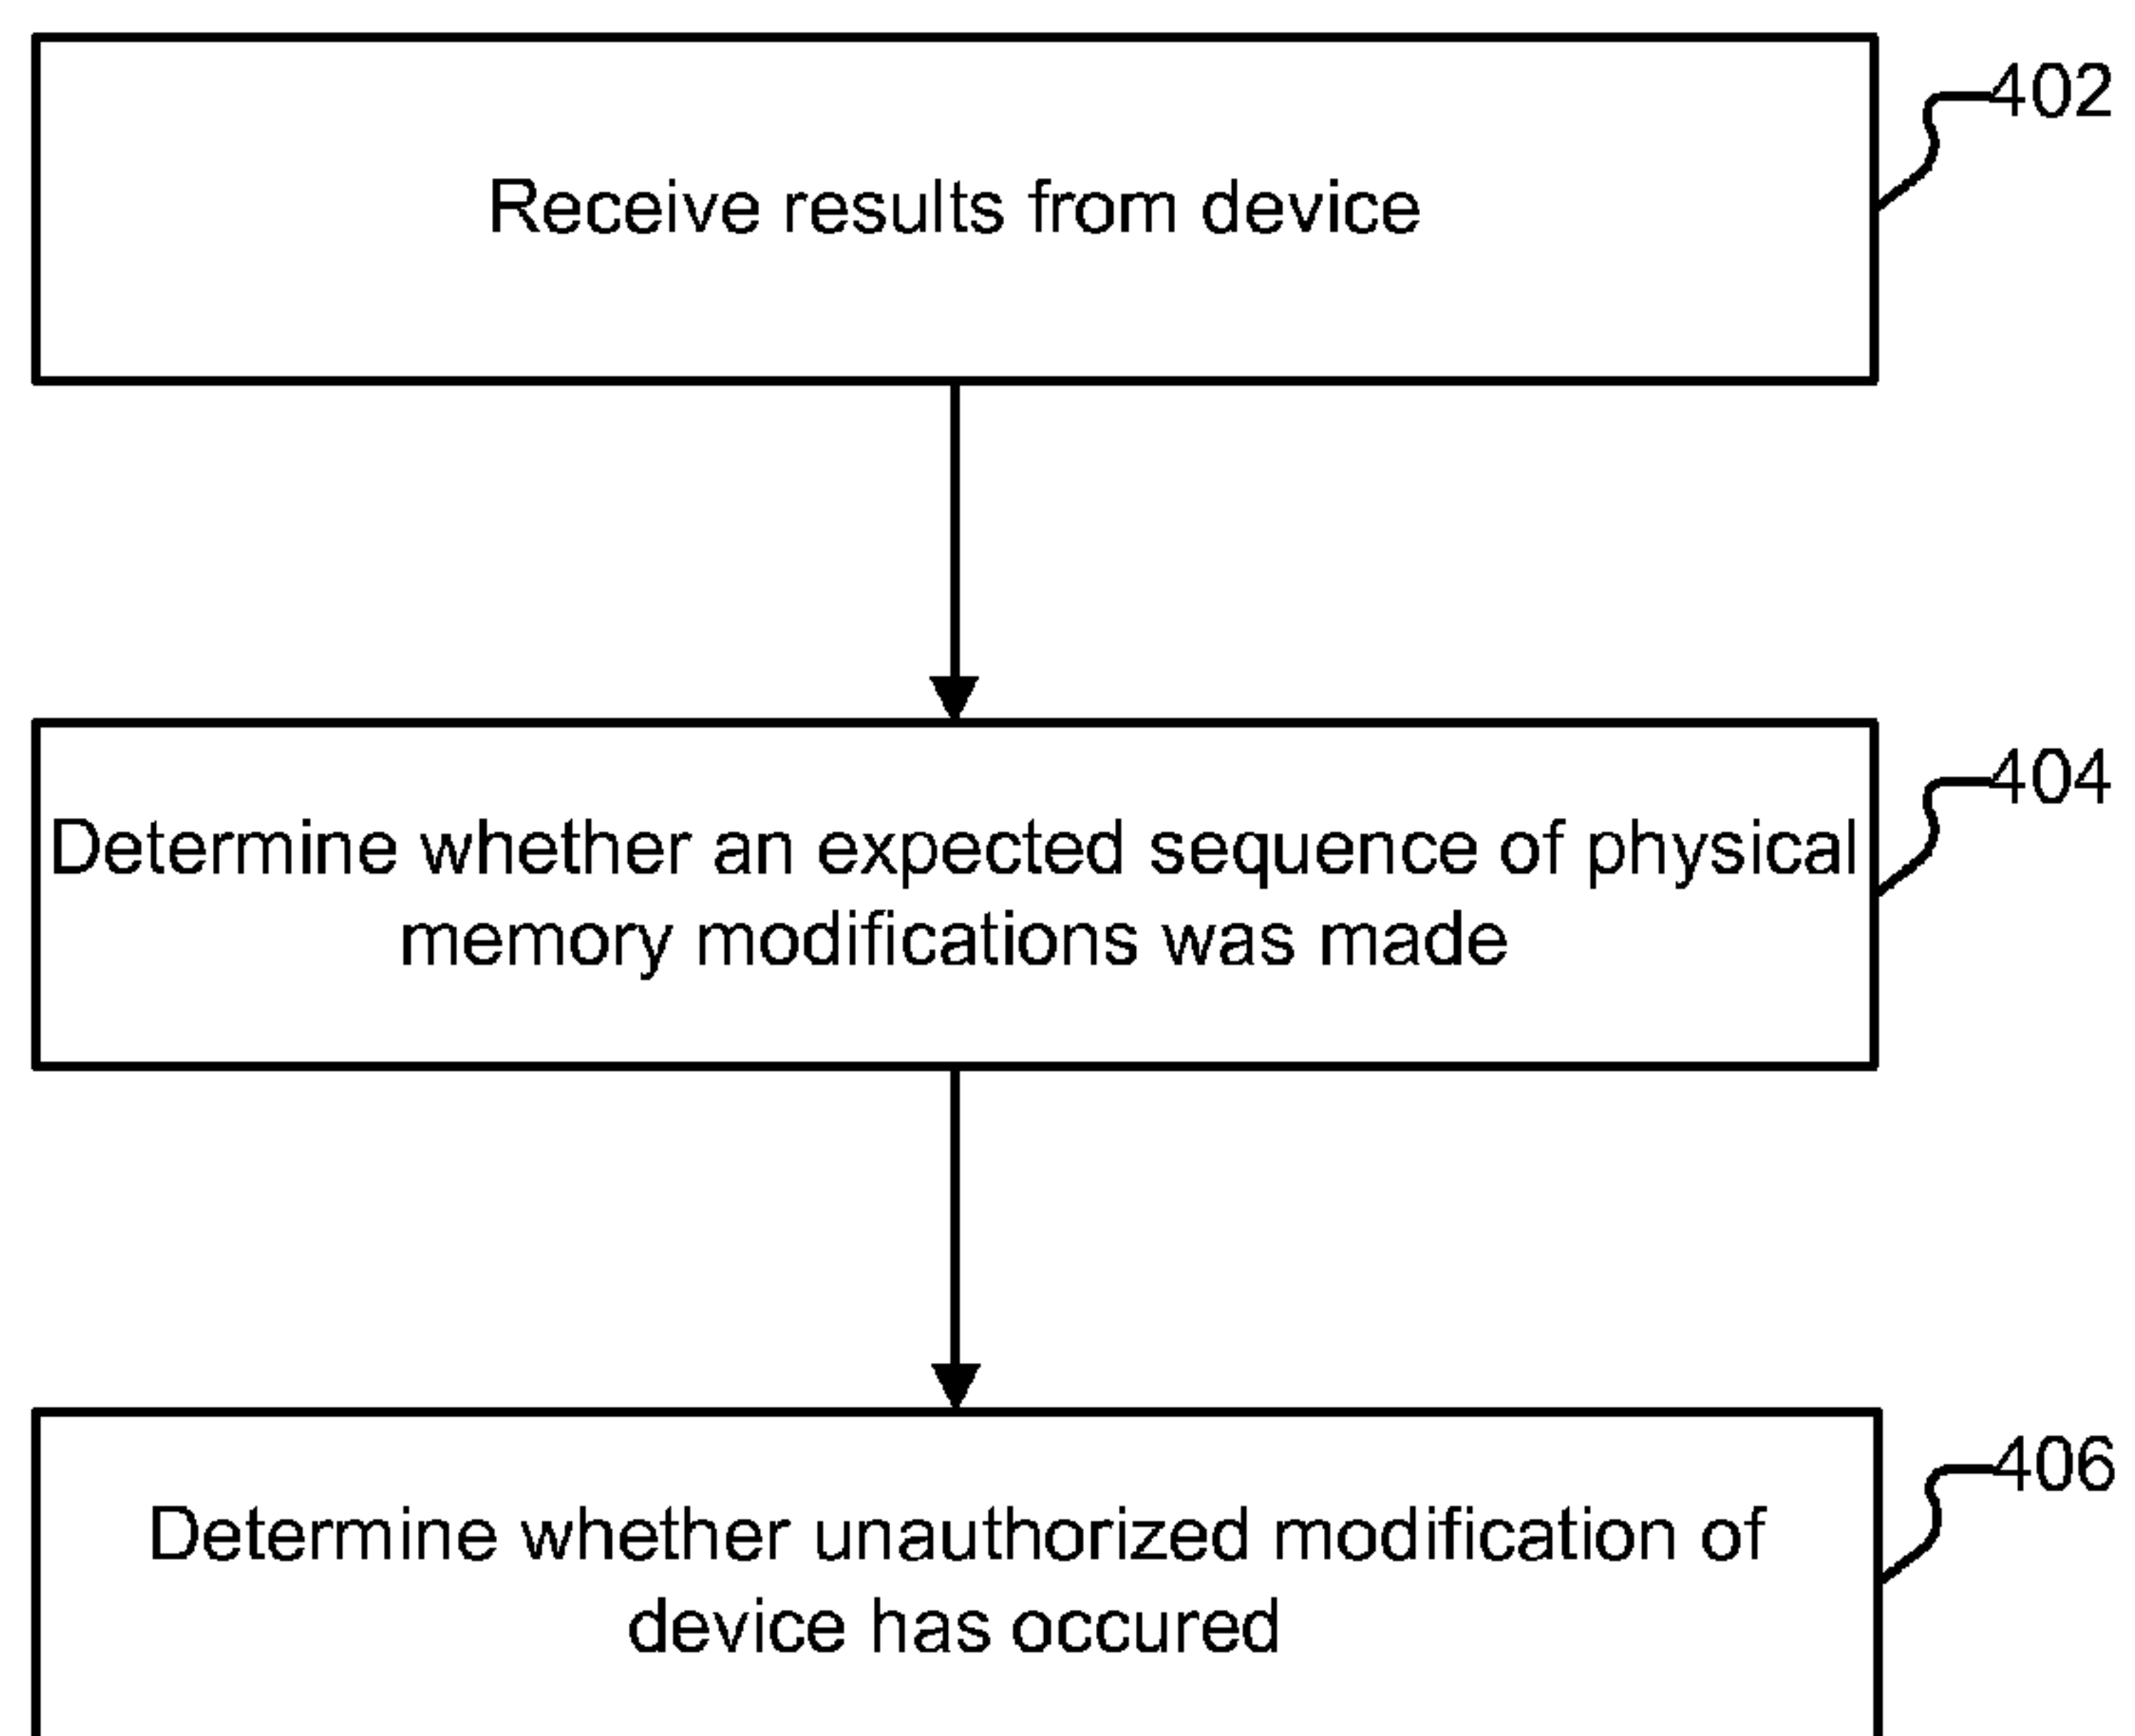 402
Receive results from device
404
Determine whether an expected sequence of physical
memory modifications was made
406
Determine whether unauthorized modification of
device has occured